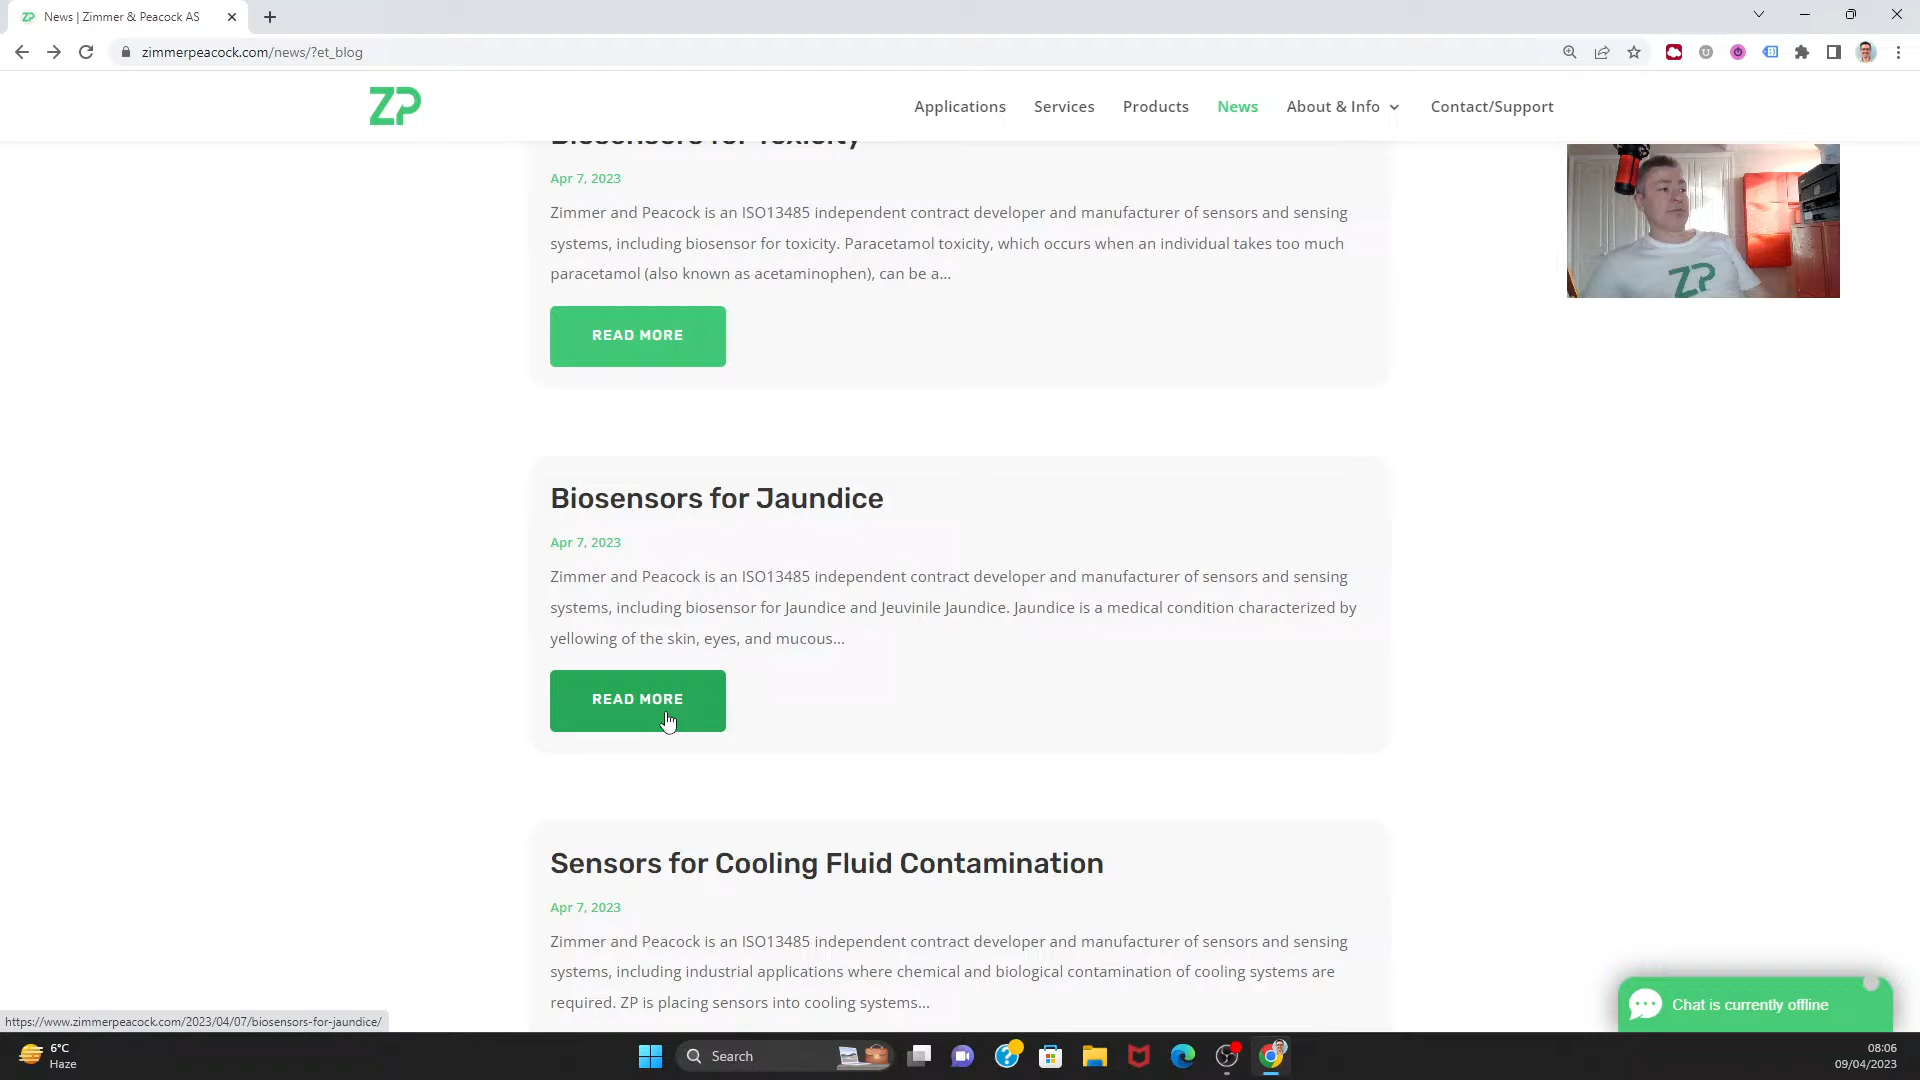 News | Zimmer & Peacock AS
zimmerpeacock.com/news/?et_blog
ZP
Applications
Services
Products
News
About & Info
Contact/Support
Biosensors for Toxicity
Apr 7, 2023
Zimmer and Peacock is an ISO13485 independent contract developer and manufacturer of sensors and sensing
systems, including biosensor for toxicity. Paracetamol toxicity, which occurs when an individual takes too much
paracetamol (also known as acetaminophen), can be a...
READ MORE
ZP
Biosensors for Jaundice
Apr 7, 2023
Zimmer and Peacock is an ISO13485 independent contract developer and manufacturer of sensors and sensing
systems, including biosensor for Jaundice and Jeuvinile Jaundice. Jaundice is a medical condition characterized by
yellowing of the skin, eyes, and mucous...
READ MORE
Sensors for Cooling Fluid Contamination
Apr 7, 2023
Zimmer and Peacock is an ISO13485 independent contract developer and manufacturer of sensors and sensing
systems, including industrial applications where chemical and biological contamination of cooling systems are
required. ZP is placing sensors into cooling systems...
Chat is currently offline
https://www.zimmerpeacock.com/2023/04/07/biosensors-for-jaundice/
6°C
Haze
Search
08:06
09/04/2023